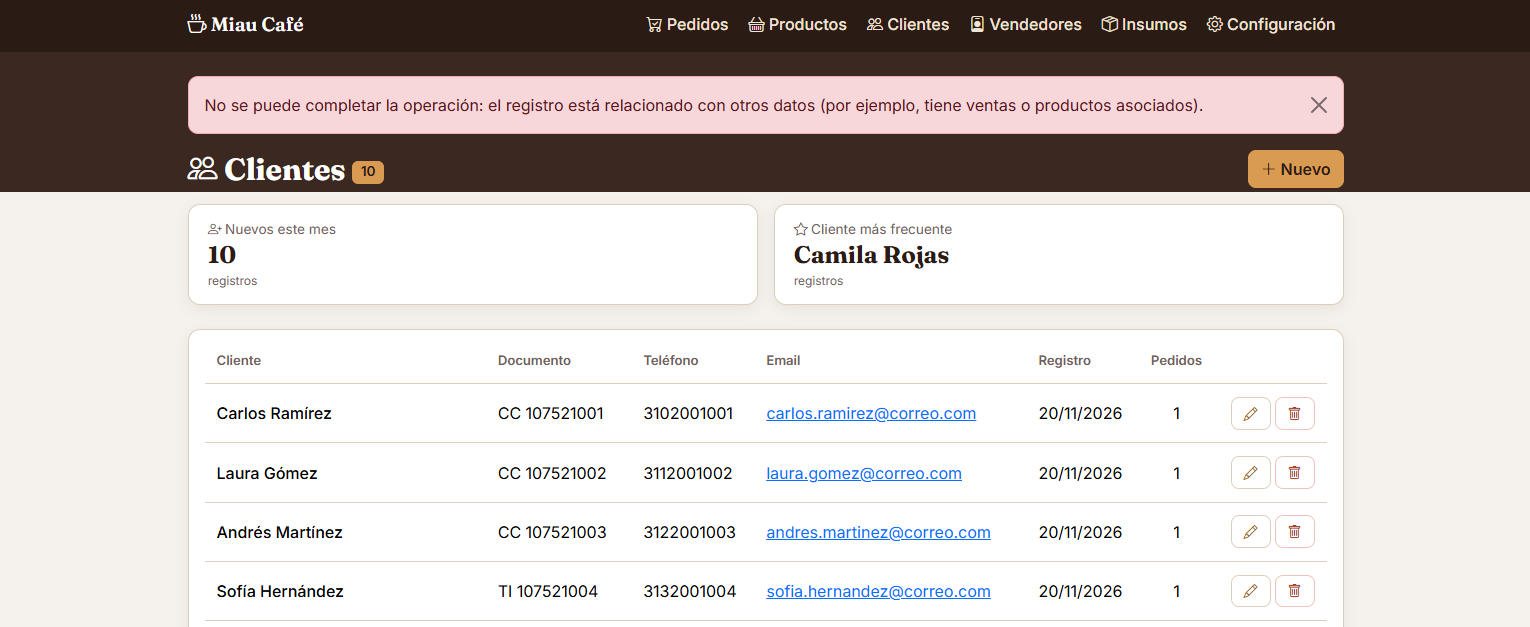 Miau Café Pedidos Productos Clientes Vendedores Insumos Configuración
No se puede completar la operación: el registro está relacionado con otros datos (por ejemplo, tiene ventas o productos asociados).
Clientes 10 + Nuevo
Nuevos este mes
10
registros
Cliente más frecuente
Camila Rojas
registros
Cliente Documento Teléfono Email Registro Pedidos
Carlos Ramírez CC 107521001 3102001001 carlos.ramirez@correo.com 20/11/2026 1
Laura Gómez CC 107521002 3112001002 laura.gomez@correo.com 20/11/2026 1
Andrés Martínez CC 107521003 3122001003 andres.martinez@correo.com 20/11/2026 1
Sofía Hernández TI 107521004 3132001004 sofia.hernandez@correo.com 20/11/2026 1